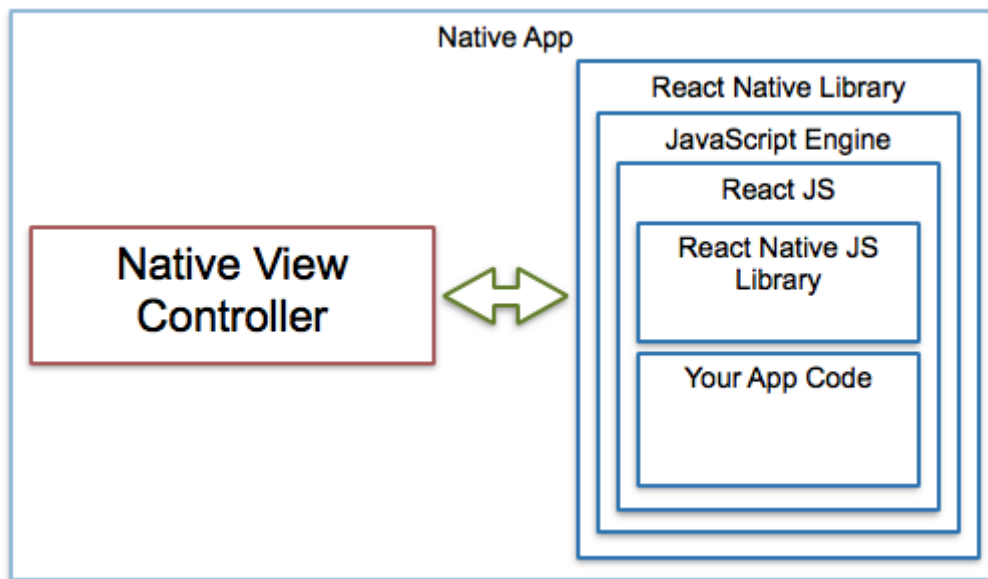 Native App
React Native Library
JavaScript Engine
React JS
React Native JS
Library
Native View
Controller
Your App Code